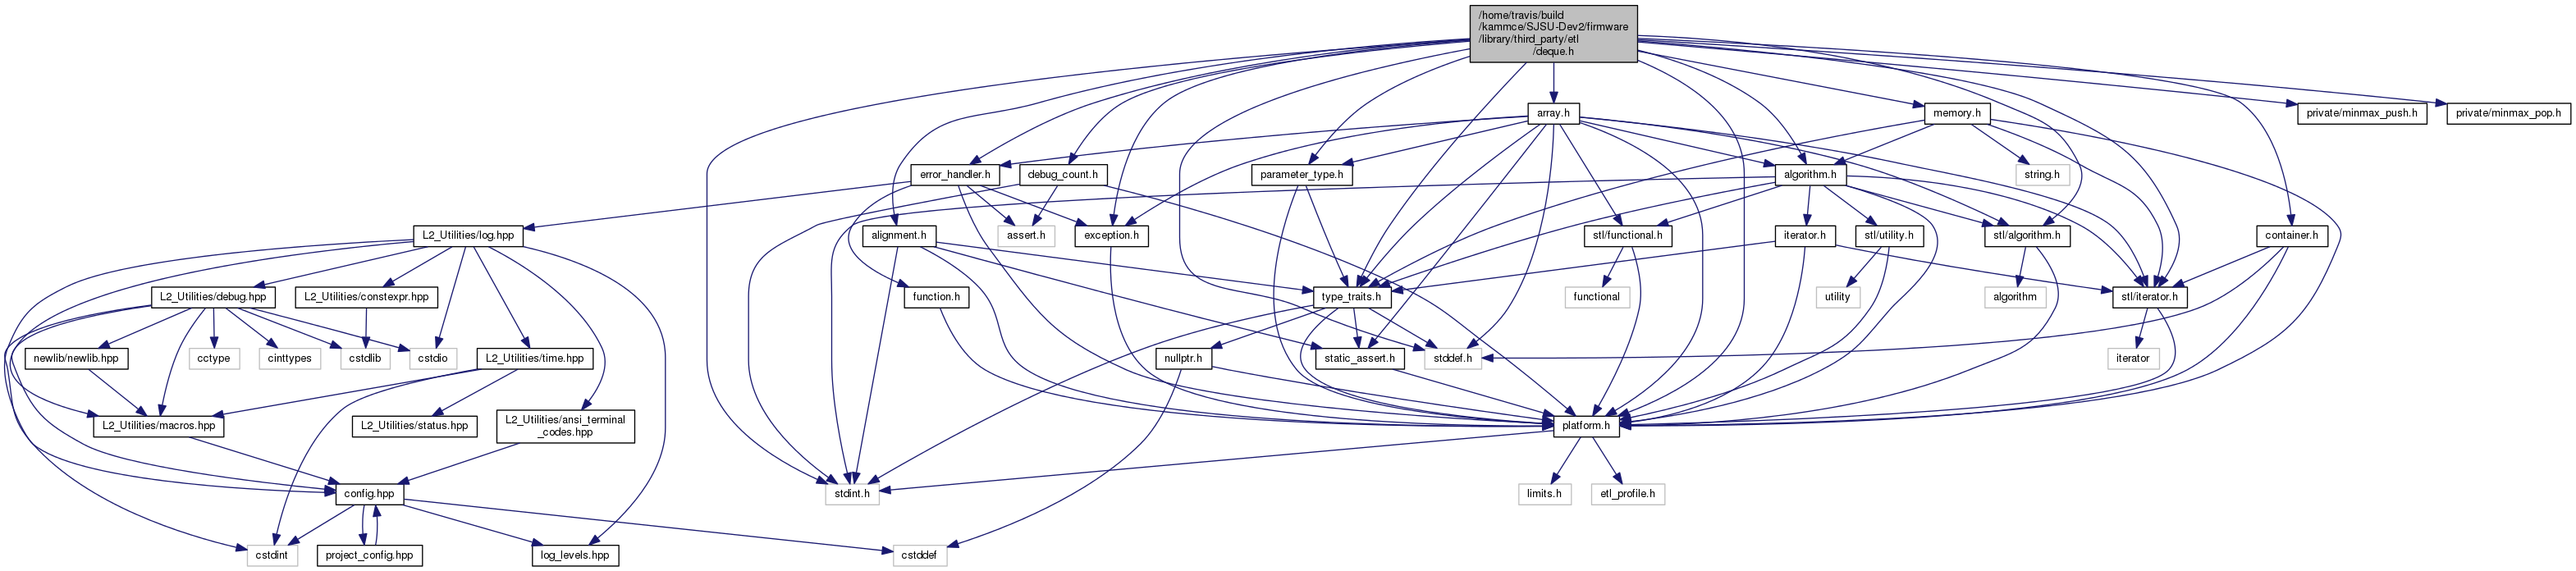 /home/travis/build
/kammce/SJSU-Dev2/firmware
/library/third_party/etl
/deque.h
array.h
memory.h
private/minmax_push.h
private/minmax_pop.h
error_handler.h
debug_count.h
parameter_type.h
algorithm.h
string.h
L2_Utilities/log.hpp
alignment.h
assert.h
exception.h
stl/functional.h
iterator.h
stl/utility.h
stl/algorithm.h
container.h
L2_Utilities/debug.hpp
L2_Utilities/constexpr.hpp
function.h
type_traits.h
functional
utility
algorithm
stl/iterator.h
newlib/newlib.hpp
cctype
cinttypes
cstdlib
cstdio
L2_Utilities/time.hpp
nullptr.h
static_assert.h
stddef.h
iterator
L2_Utilities/macros.hpp
L2_Utilities/status.hpp
L2_Utilities/ansi_terminal
_codes.hpp
platform.h
config.hpp
stdint.h
limits.h
etl_profile.h
cstdint
project_config.hpp
log_levels.hpp
cstddef